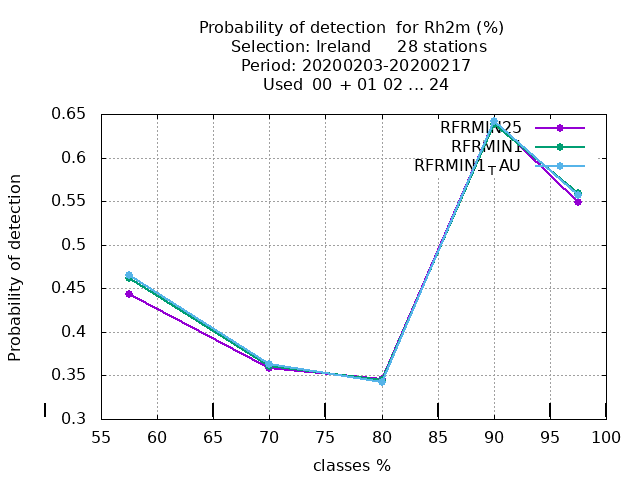 Probability of detection  for Rh2m (%)
Selection: Ireland     28 stations
Period: 20200203-20200217
Used  00  + 01 02 ... 24
Probability of detection
0.65
0.6
0.55
0.5
0.45
0.4
0.35
0.3
RFRMIN25
RFRMIN1
RFRMIN1_TAU
55 60 65 70 75 80 85 90 95 100
classes %